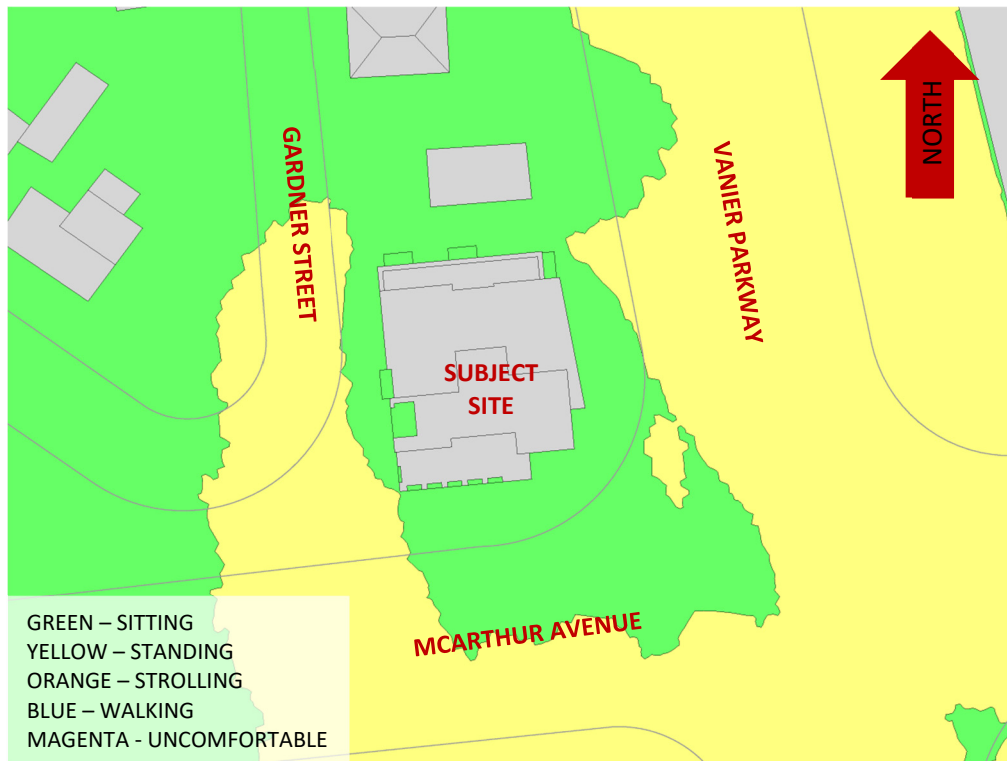 NORTH
GARDNER STREET
VANIER PARKWAY
SUBJECT
SITE
MCARTHUR AVENUE
GREEN – SITTING
YELLOW – STANDING
ORANGE – STROLLING
BLUE – WALKING
MAGENTA - UNCOMFORTABLE